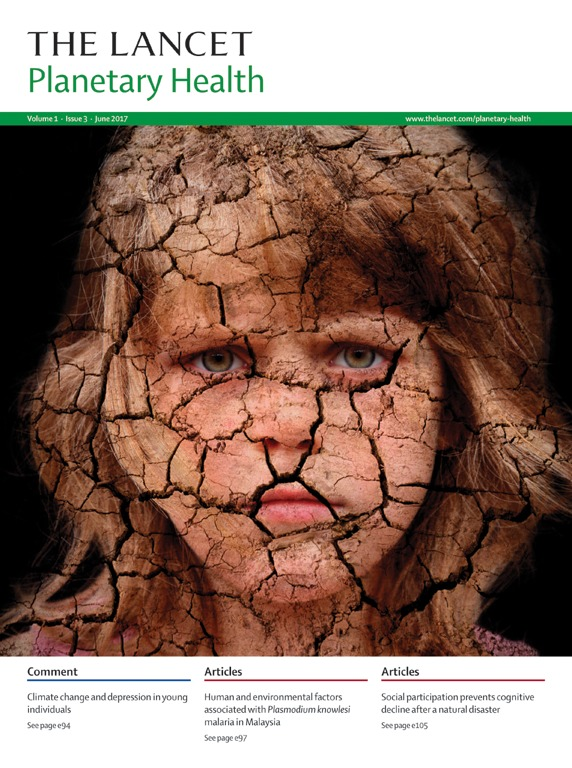 THE LANCET
Planetary Health
Volume 1 · Issue 3 · June 2017
www.thelancet.com/planetary-health
Comment
Climate change and depression in young
individuals
See page e94
Articles
Human and environmental factors
associated with Plasmodium knowlesi
malaria in Malaysia
See page e97
Articles
Social participation prevents cognitive
decline after a natural disaster
See page e105